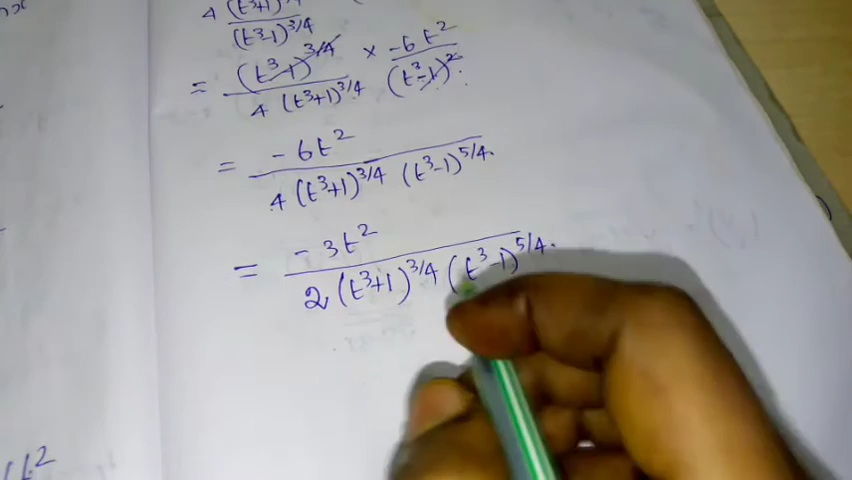 4 (t³+1)
(t³-1)^3/4
= (t³-1)^3/4 / 4 (t³+1)^3/4 × -6t² / (t³-1)².
= -6t² / 4 (t³+1)^3/4 (t³-1)^5/4.
= -3t² / 2 (t³+1)^3/4 (t³-1)^5/4.